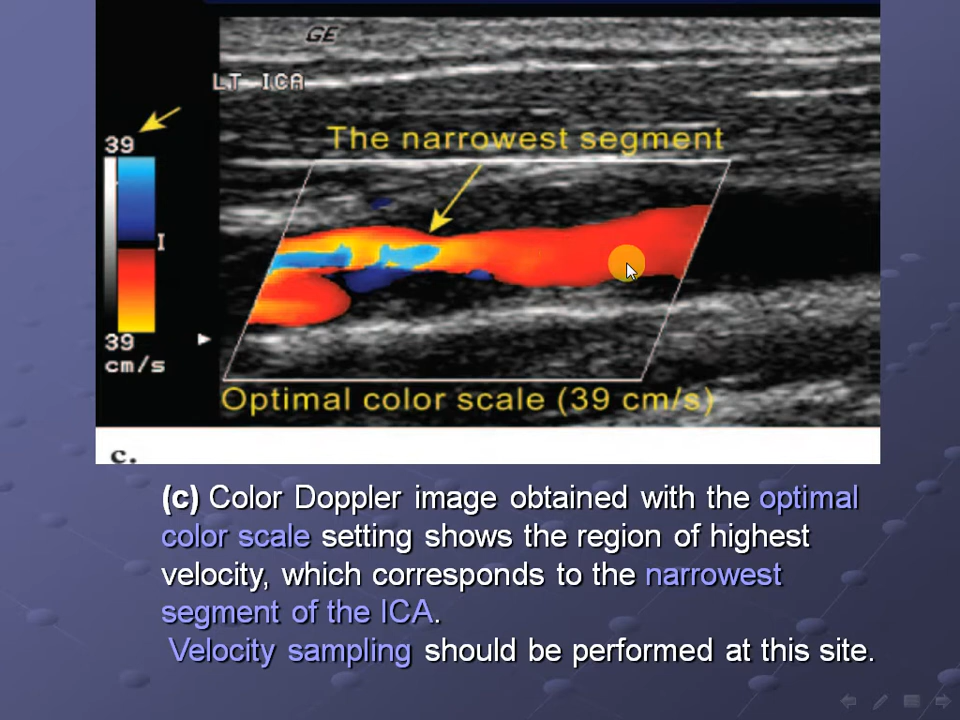 GE
LT ICA
39
The narrowest segment
I
39
cm/s
Optimal color scale (39 cm/s)
c.
(c) Color Doppler image obtained with the optimal
color scale setting shows the region of highest
velocity, which corresponds to the narrowest
segment of the ICA.
Velocity sampling should be performed at this site.